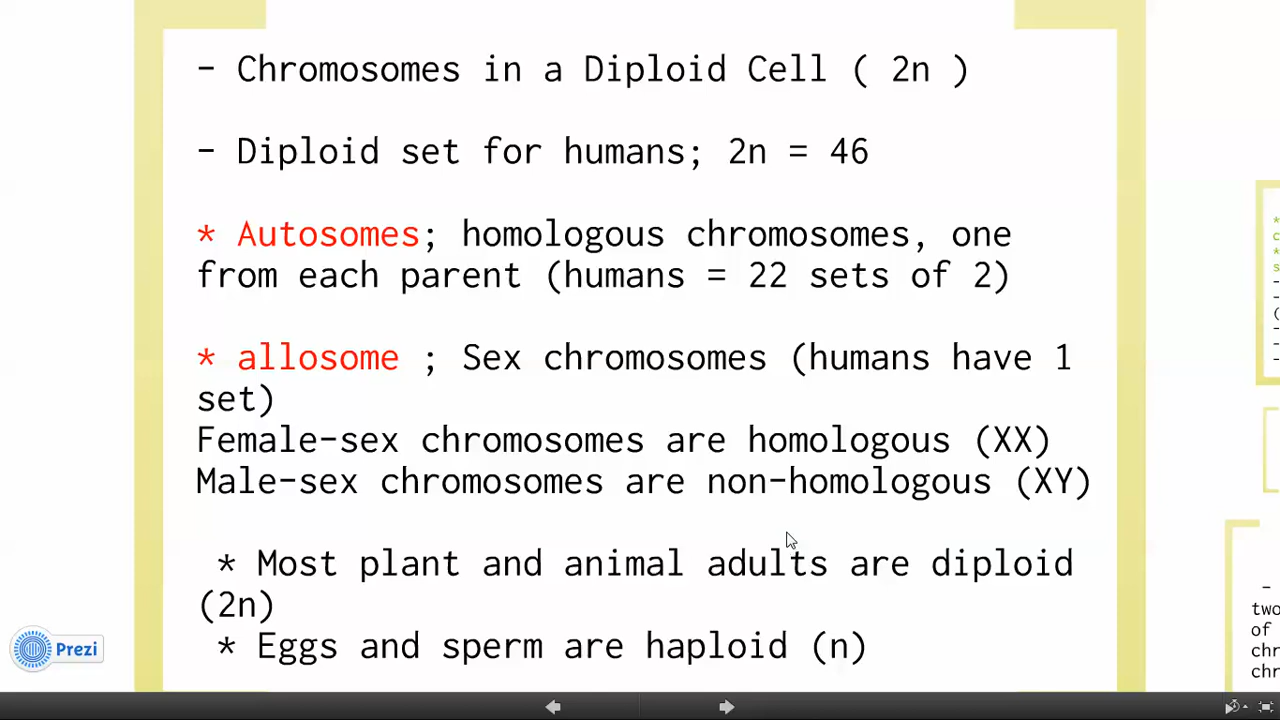 - Chromosomes in a Diploid Cell ( 2n )
- Diploid set for humans; 2n = 46
* Autosomes; homologous chromosomes, one
from each parent (humans = 22 sets of 2)
* allosome ; Sex chromosomes (humans have 1
set)
Female-sex chromosomes are homologous (XX)
Male-sex chromosomes are non-homologous (XY)
* Most plant and animal adults are diploid
(2n)
* Eggs and sperm are haploid (n)
Prezi
two
of
chr
chr